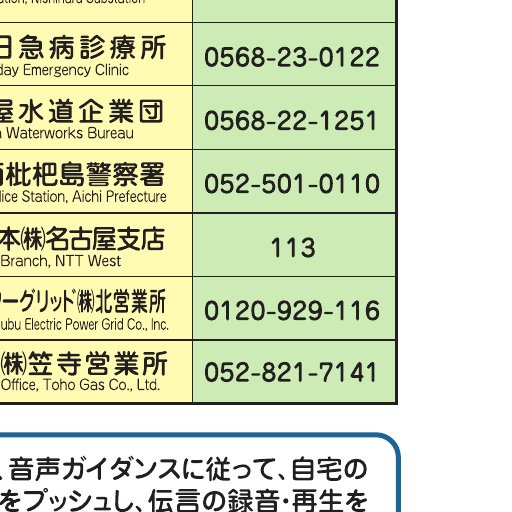 日急病診療所
day Emergency Clinic
0568-23-0122
屋水道企業団
Waterworks Bureau
0568-22-1251
枇杷島警察署
lice Station, Aichi Prefecture
052-501-0110
本㈱名古屋支店
Branch, NTT West
113
ーグリッド㈱北営業所
ubu Electric Power Grid Co., Inc.
0120-929-116
㈱笠寺営業所
Office, Toho Gas Co., Ltd.
052-821-7141
、音声ガイダンスに従って、自宅の
をプッシュし、伝言の録音・再生を